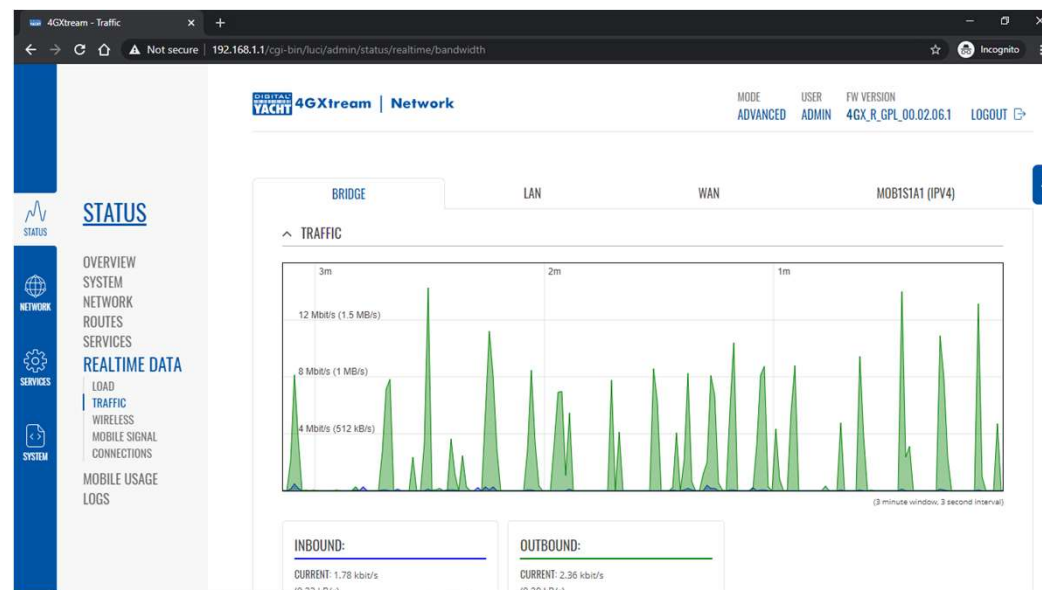 4GXtream - Traffic
Not secure | 192.168.1.1/cgi-bin/luci/admin/status/realtime/bandwidth
Incognito
DIGITAL YACHT 4GXtream | Network
MODE USER FW VERSION
ADVANCED ADMIN 4GX_R_GPL_00.02.06.1 LOGOUT
BRIDGE LAN WAN MOB1S1A1 (IPV4)
STATUS
NETWORK
SERVICES
SYSTEM
STATUS
OVERVIEW
SYSTEM
NETWORK
ROUTES
SERVICES
REALTIME DATA
LOAD
TRAFFIC
WIRELESS
MOBILE SIGNAL
CONNECTIONS
MOBILE USAGE
LOGS
TRAFFIC
3m 2m 1m
12 Mbit/s (1.5 MB/s)
8 Mbit/s (1 MB/s)
4 Mbit/s (512 kB/s)
(3 minute window, 3 second interval)
INBOUND:
CURRENT: 1.78 kbit/s
OUTBOUND:
CURRENT: 2.36 kbit/s